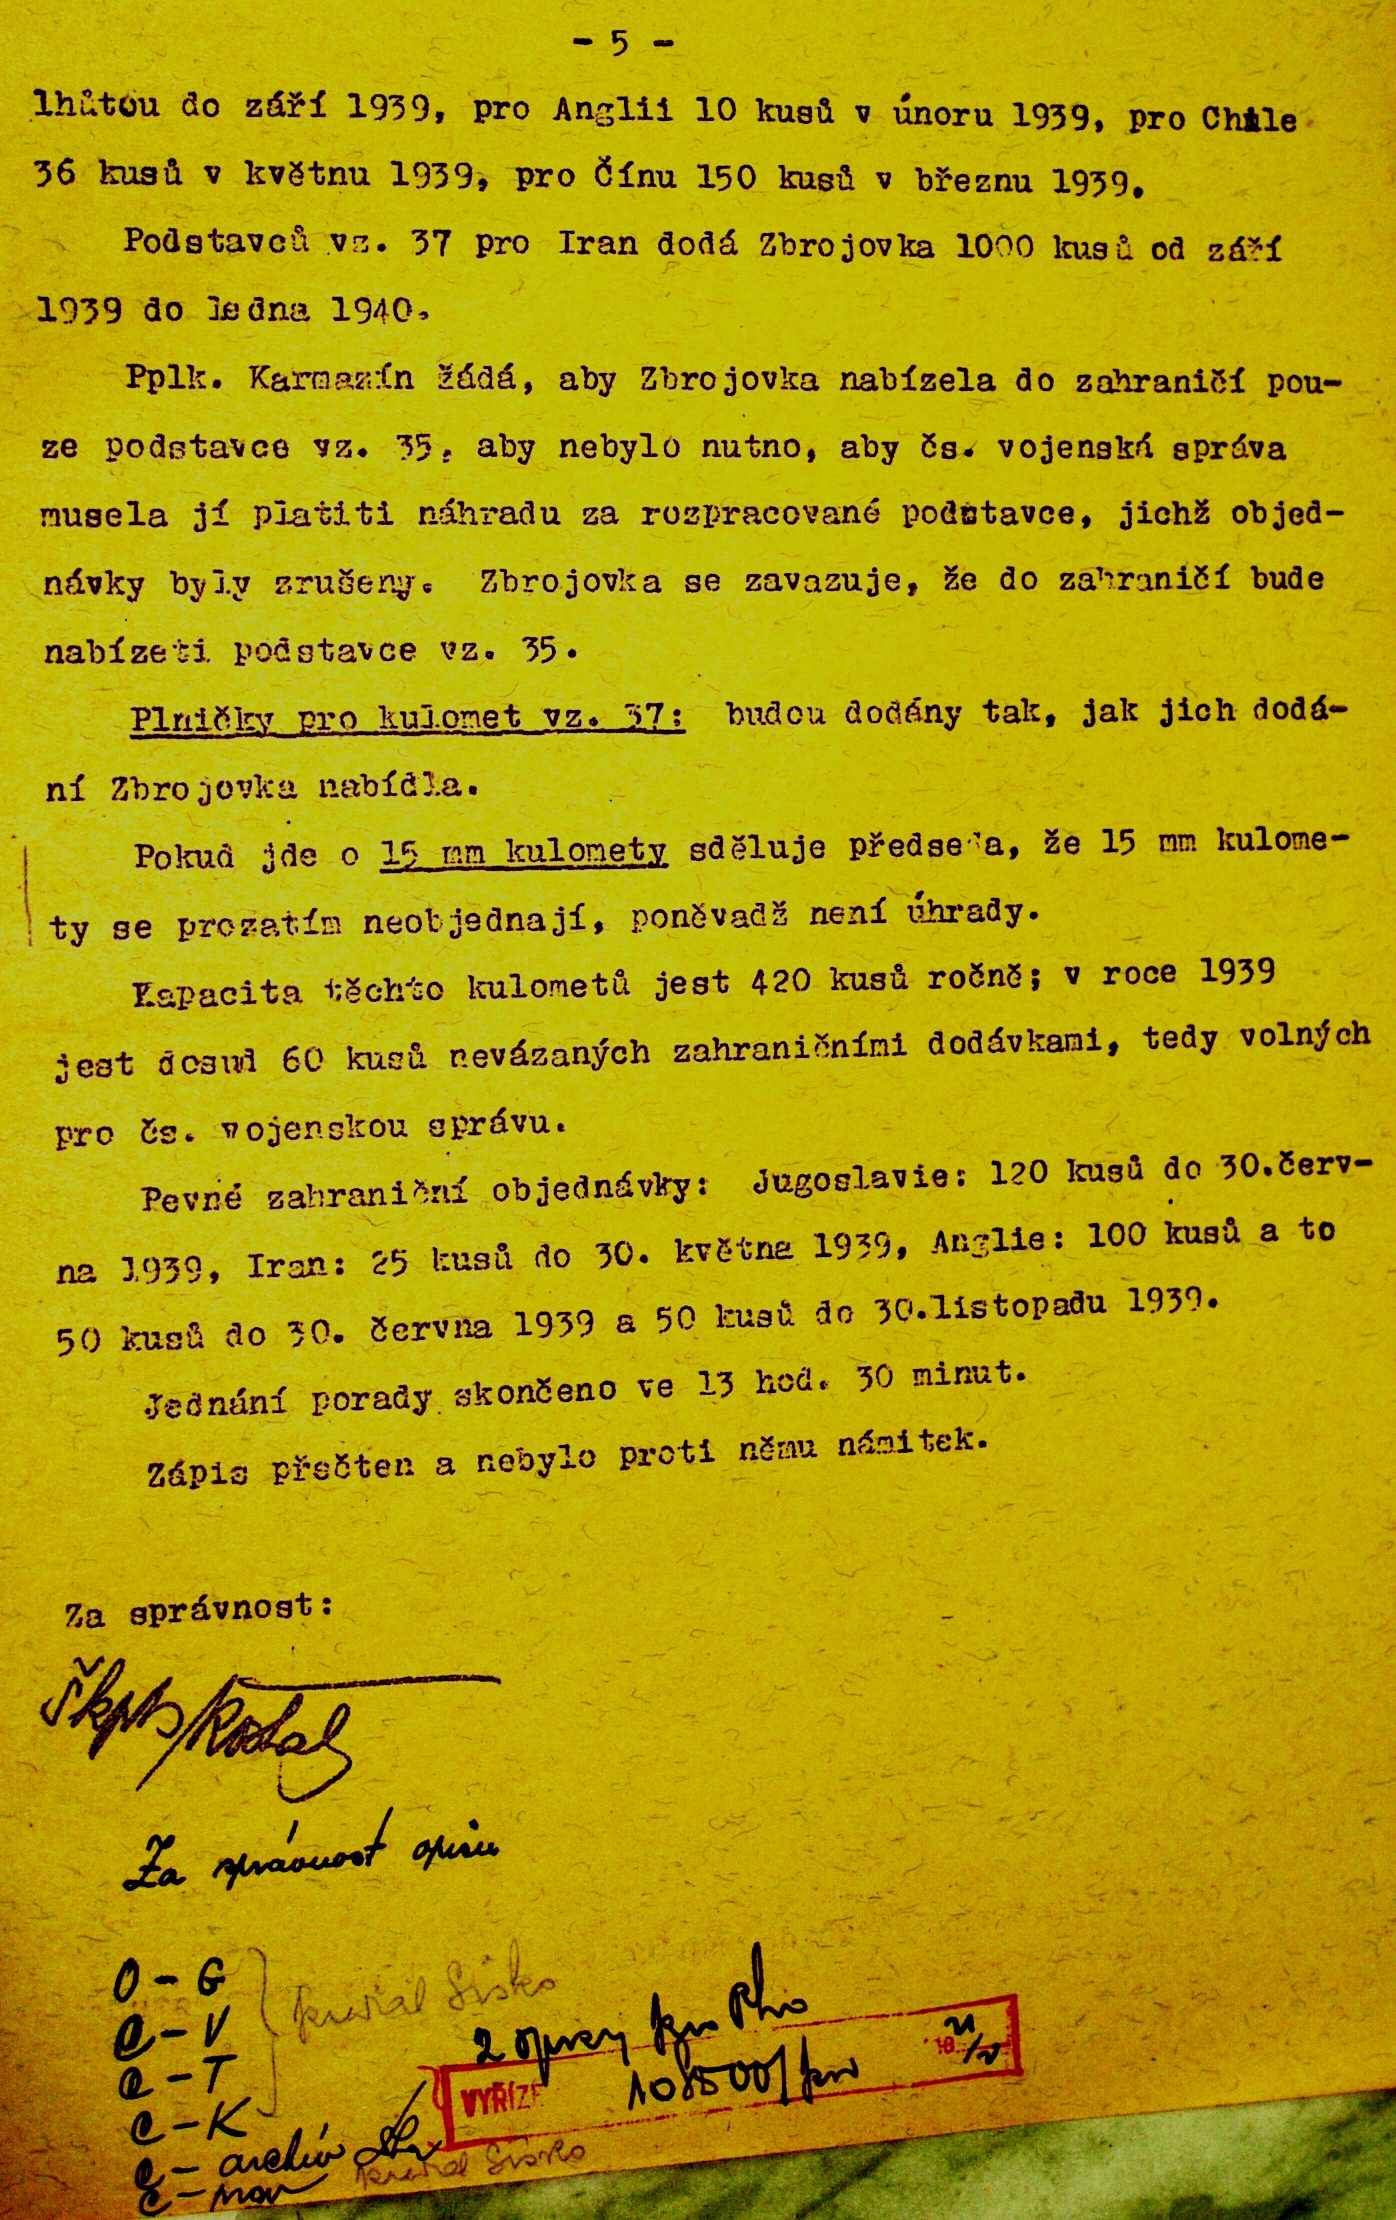 - 5 -
lhůtou do září 1939, pro Anglii 10 kusů v únoru 1939, pro Chile
36 kusů v květnu 1939, pro Čínu 150 kusů v březnu 1939.
Podstavců vz. 37 pro Iran dodá Zbrojovka 1000 kusů od září
1939 do ledna 1940.
Pplk. Karmazín žádá, aby Zbrojovka nabízela do zahraničí pou-
ze podstavce vz. 35, aby nebylo nutno, aby čs. vojenská správa
musela jí platiti náhradu za rozpracované podstavce, jichž objed-
návky byly zrušeny. Zbrojovka se zavazuje, že do zahraničí bude
nabízeti podstavce vz. 35.
Plničky pro kulomet vz. 37: budou dodány tak, jak jich dodá-
ní Zbrojovka nabídla.
Pokud jde o 15 mm kulomety sděluje předseda, že 15 mm kulome-
ty se prozatím neobjednají, poněvadž není úhrady.
Kapacita těchto kulometů jest 420 kusů ročně; v roce 1939
jest dosud 60 kusů nevázaných zahraničními dodávkami, tedy volných
pro čs. vojenskou správu.
Pevné zahraniční objednávky: Jugoslavie: 120 kusů do 30.červ-
na 1939, Iran: 25 kusů do 30. května 1939, Anglie: 100 kusů a to
50 kusů do 30. června 1939 a 50 kusů do 30.listopadu 1939.
Jednání porady skončeno ve 13 hod. 30 minut.
Zápis přečten a nebylo proti němu námitek.
Za správnost:
Škpt
Za správnost opisu
O - G
C - V
C - T
C - K
C - archiv
2 opisy
VYŘÍZE